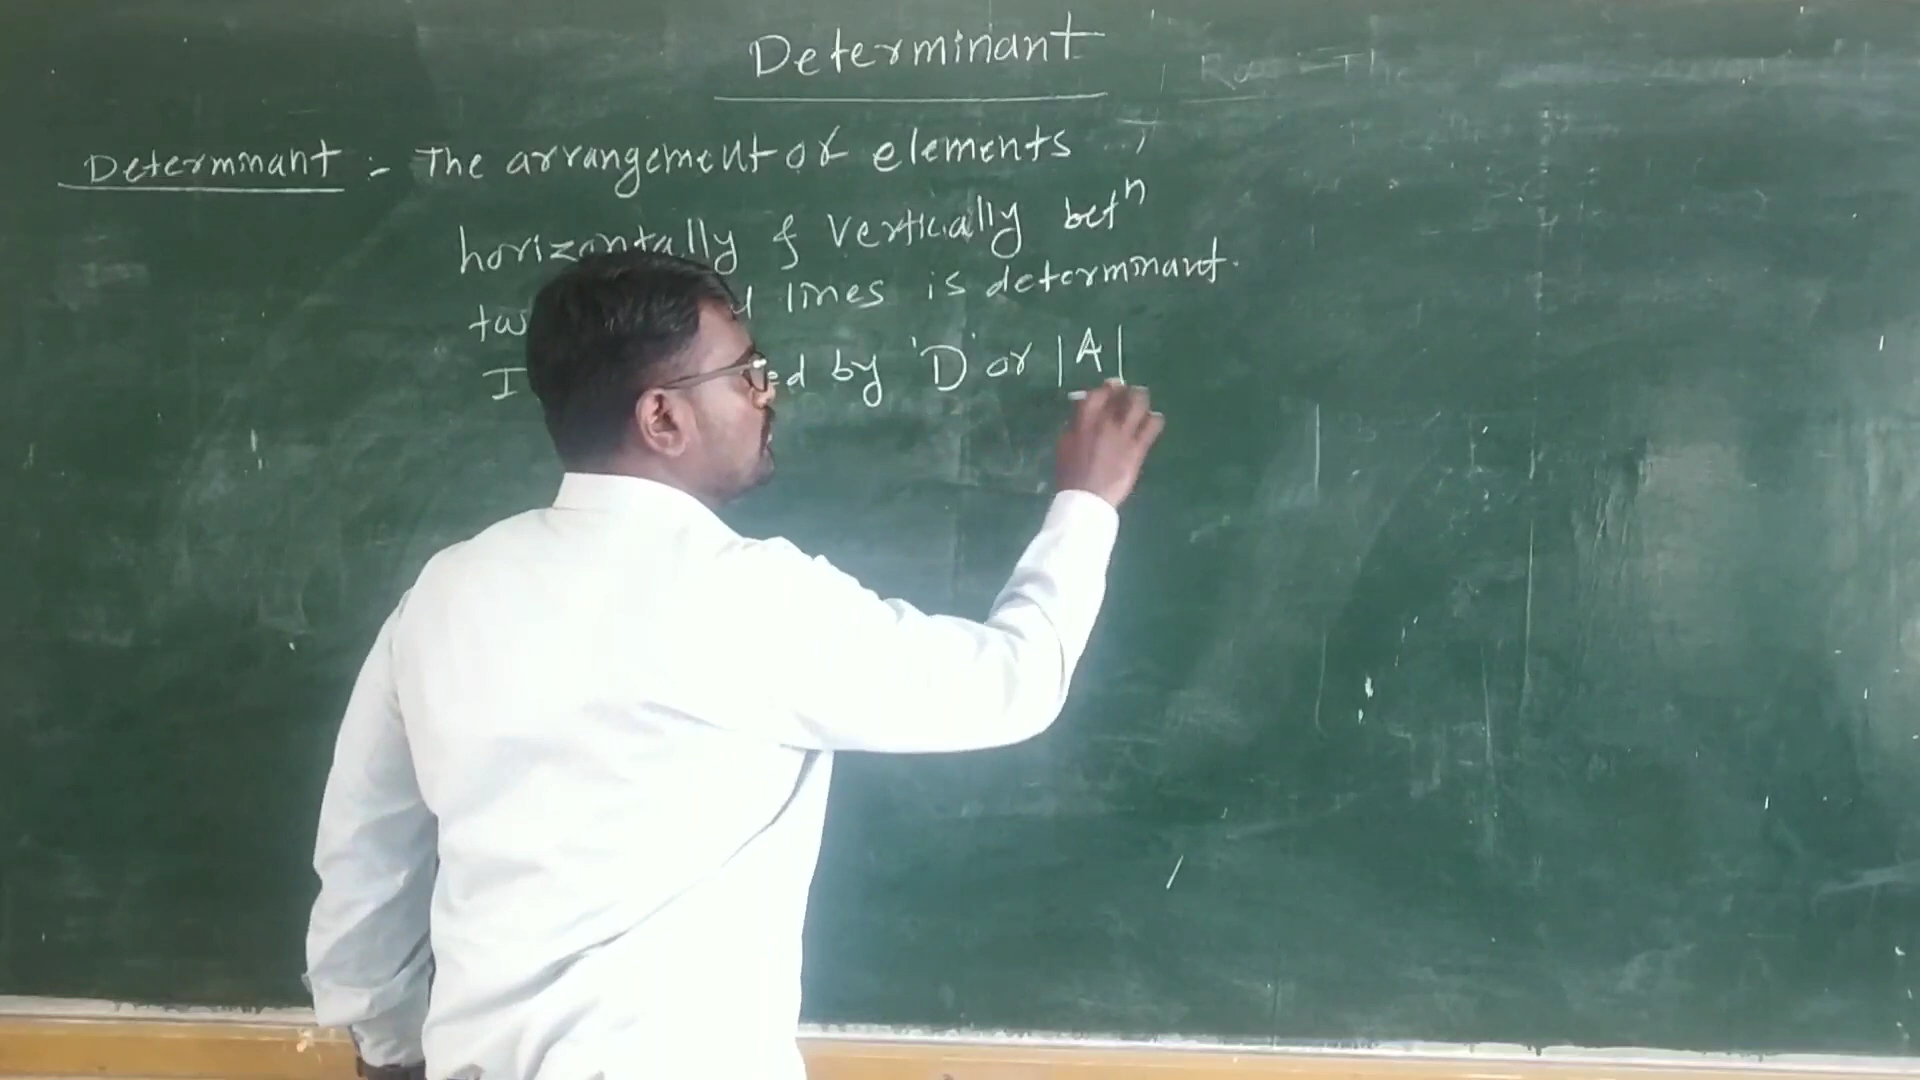 Determinant
Determinant :- The arrangement of elements
horizontally & vertically betn
lines is determinant.
by 'D' or |A|